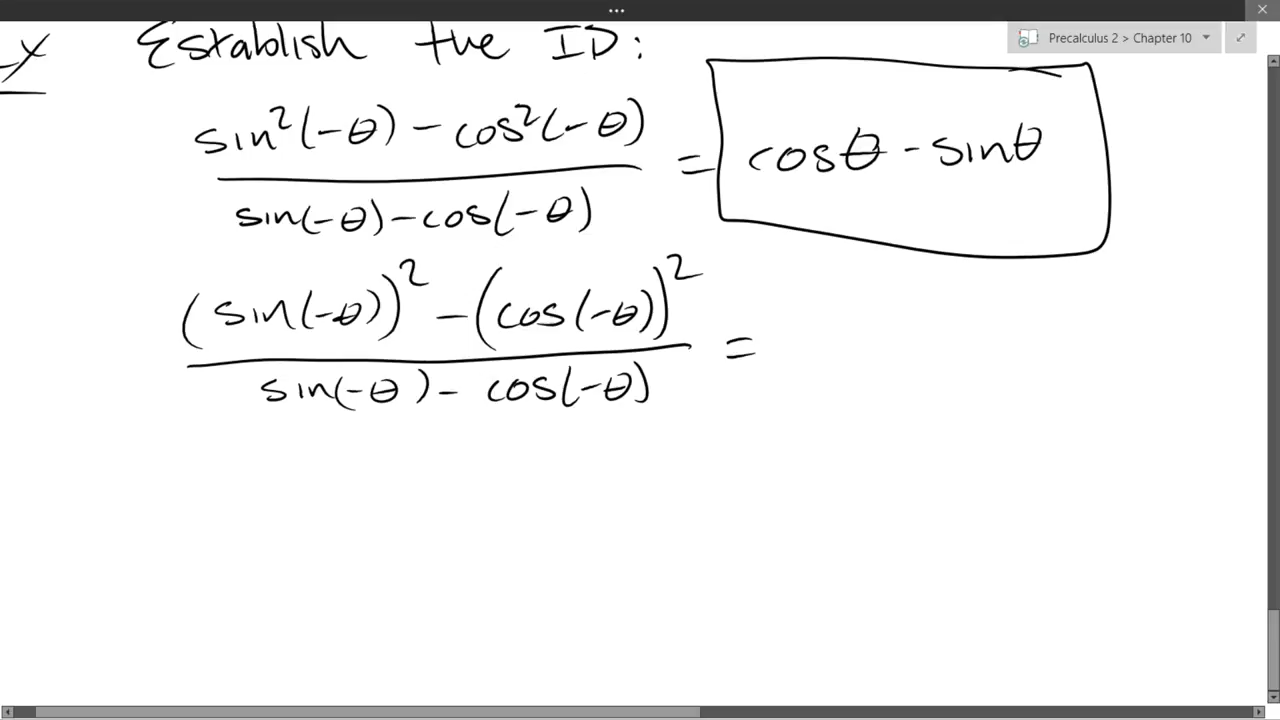 ...
Precalculus 2 > Chapter 10
Establish the ID:
sin²(-θ) - cos²(-θ)
sin(-θ) - cos(-θ)
= cosθ - sinθ
(sin(-θ))² - (cos(-θ))²
sin(-θ) - cos(-θ)
=